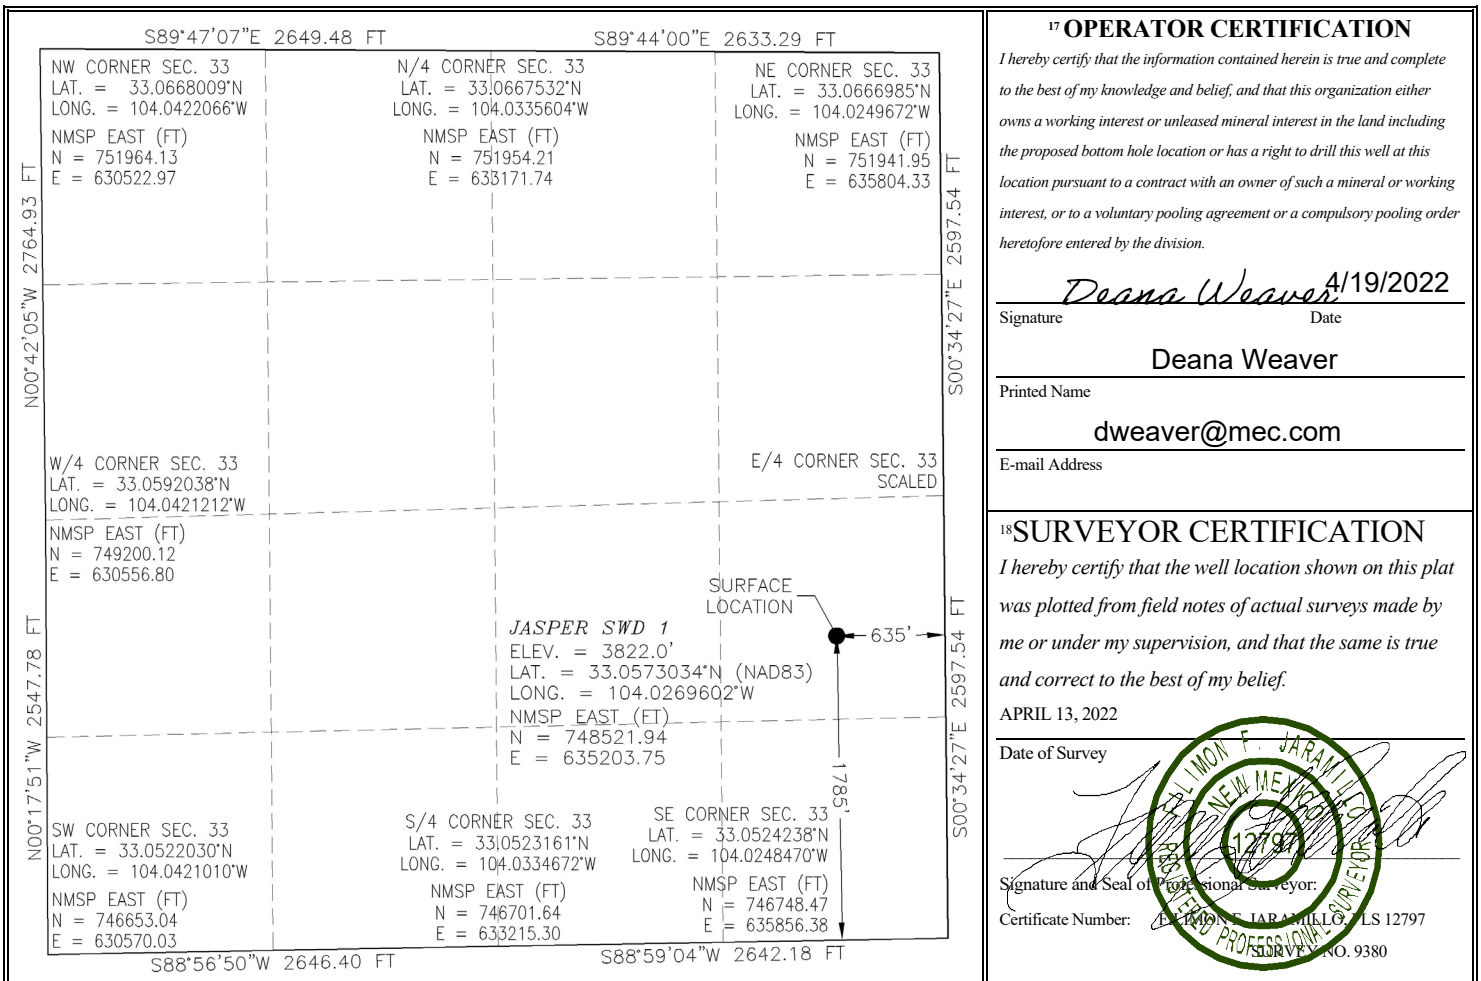 S89°47'07"E 2649.48 FT
S89°44'00"E 2633.29 FT
NW CORNER SEC. 33
LAT. = 33.0668009°N
LONG. = 104.0422066°W
NMSP EAST (FT)
N = 751964.13
E = 630522.97
N/4 CORNER SEC. 33
LAT. = 33.0667532°N
LONG. = 104.0335604°W
NMSP EAST (FT)
N = 751954.21
E = 633171.74
NE CORNER SEC. 33
LAT. = 33.0666985°N
LONG. = 104.0249672°W
NMSP EAST (FT)
N = 751941.95
E = 635804.33
N00°42'05"W 2764.93 FT
S00°34'27"E 2597.54 FT
W/4 CORNER SEC. 33
LAT. = 33.0592038°N
LONG. = 104.0421212°W
NMSP EAST (FT)
N = 749200.12
E = 630556.80
E/4 CORNER SEC. 33
SCALED
SURFACE
LOCATION
635'
JASPER SWD 1
ELEV. = 3822.0'
LAT. = 33.0573034°N (NAD83)
LONG. = 104.0269602°W
NMSP EAST (FT)
N = 748521.94
E = 635203.75
1785'
N00°17'51"W 2547.78 FT
S00°34'27"E 2597.54 FT
SW CORNER SEC. 33
LAT. = 33.0522030°N
LONG. = 104.0421010°W
NMSP EAST (FT)
N = 746653.04
E = 630570.03
S/4 CORNER SEC. 33
LAT. = 33.0523161°N
LONG. = 104.0334672°W
NMSP EAST (FT)
N = 746701.64
E = 633215.30
SE CORNER SEC. 33
LAT. = 33.0524238°N
LONG. = 104.0248470°W
NMSP EAST (FT)
N = 746748.47
E = 635856.38
S88°56'50"W 2646.40 FT
S88°59'04"W 2642.18 FT
17 OPERATOR CERTIFICATION
I hereby certify that the information contained herein is true and complete
to the best of my knowledge and belief, and that this organization either
owns a working interest or unleased mineral interest in the land including
the proposed bottom hole location or has a right to drill this well at this
location pursuant to a contract with an owner of such a mineral or working
interest, or to a voluntary pooling agreement or a compulsory pooling order
heretofore entered by the division.
Deana Weaver 4/19/2022
Signature Date
Deana Weaver
Printed Name
dweaver@mec.com
E-mail Address
18SURVEYOR CERTIFICATION
I hereby certify that the well location shown on this plat
was plotted from field notes of actual surveys made by
me or under my supervision, and that the same is true
and correct to the best of my belief.
APRIL 13, 2022
Date of Survey
FILIMON F. JARAMILLO
NEW MEXICO
12797
REGISTERED PROFESSIONAL SURVEYOR
Signature and Seal of Professional Surveyor:
Certificate Number: FILIMON F. JARAMILLO, PLS 12797
SURVEY NO. 9380